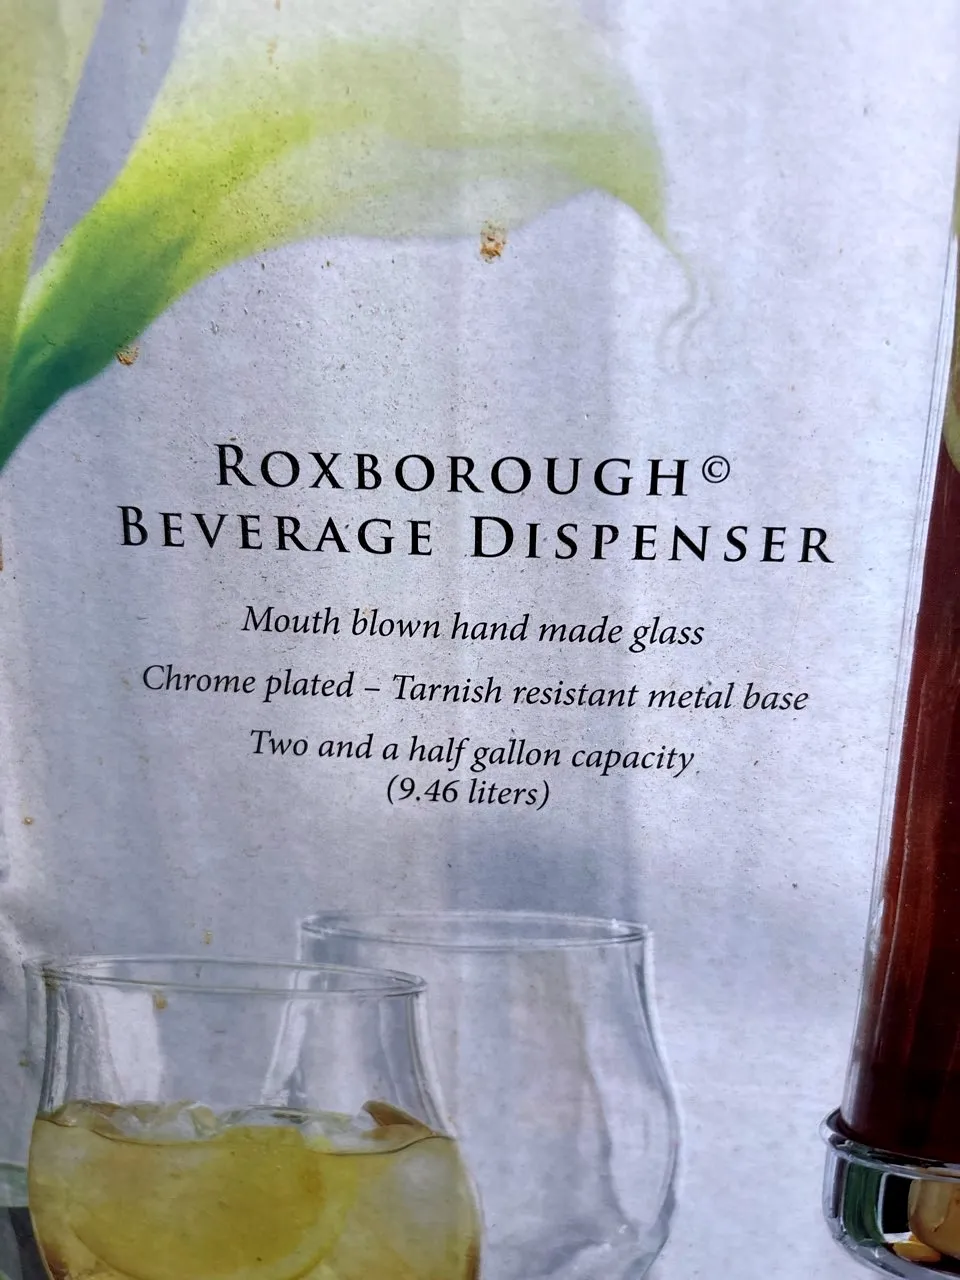 ROXBOROUGH©
BEVERAGE DISPENSER
Mouth blown hand made glass
Chrome plated – Tarnish resistant metal base
Two and a half gallon capacity
(9.46 liters)